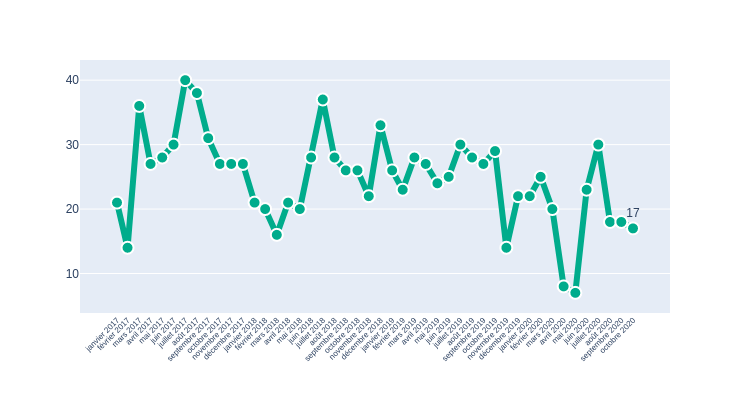 40
30
20
10
17
janvier 2017
février 2017
mars 2017
avril 2017
mai 2017
juin 2017
juillet 2017
août 2017
septembre 2017
octobre 2017
novembre 2017
décembre 2017
janvier 2018
février 2018
mars 2018
avril 2018
mai 2018
juin 2018
juillet 2018
août 2018
septembre 2018
octobre 2018
novembre 2018
décembre 2018
janvier 2019
février 2019
mars 2019
avril 2019
mai 2019
juin 2019
juillet 2019
août 2019
septembre 2019
octobre 2019
novembre 2019
décembre 2019
janvier 2020
février 2020
mars 2020
avril 2020
mai 2020
juin 2020
juillet 2020
août 2020
septembre 2020
octobre 2020